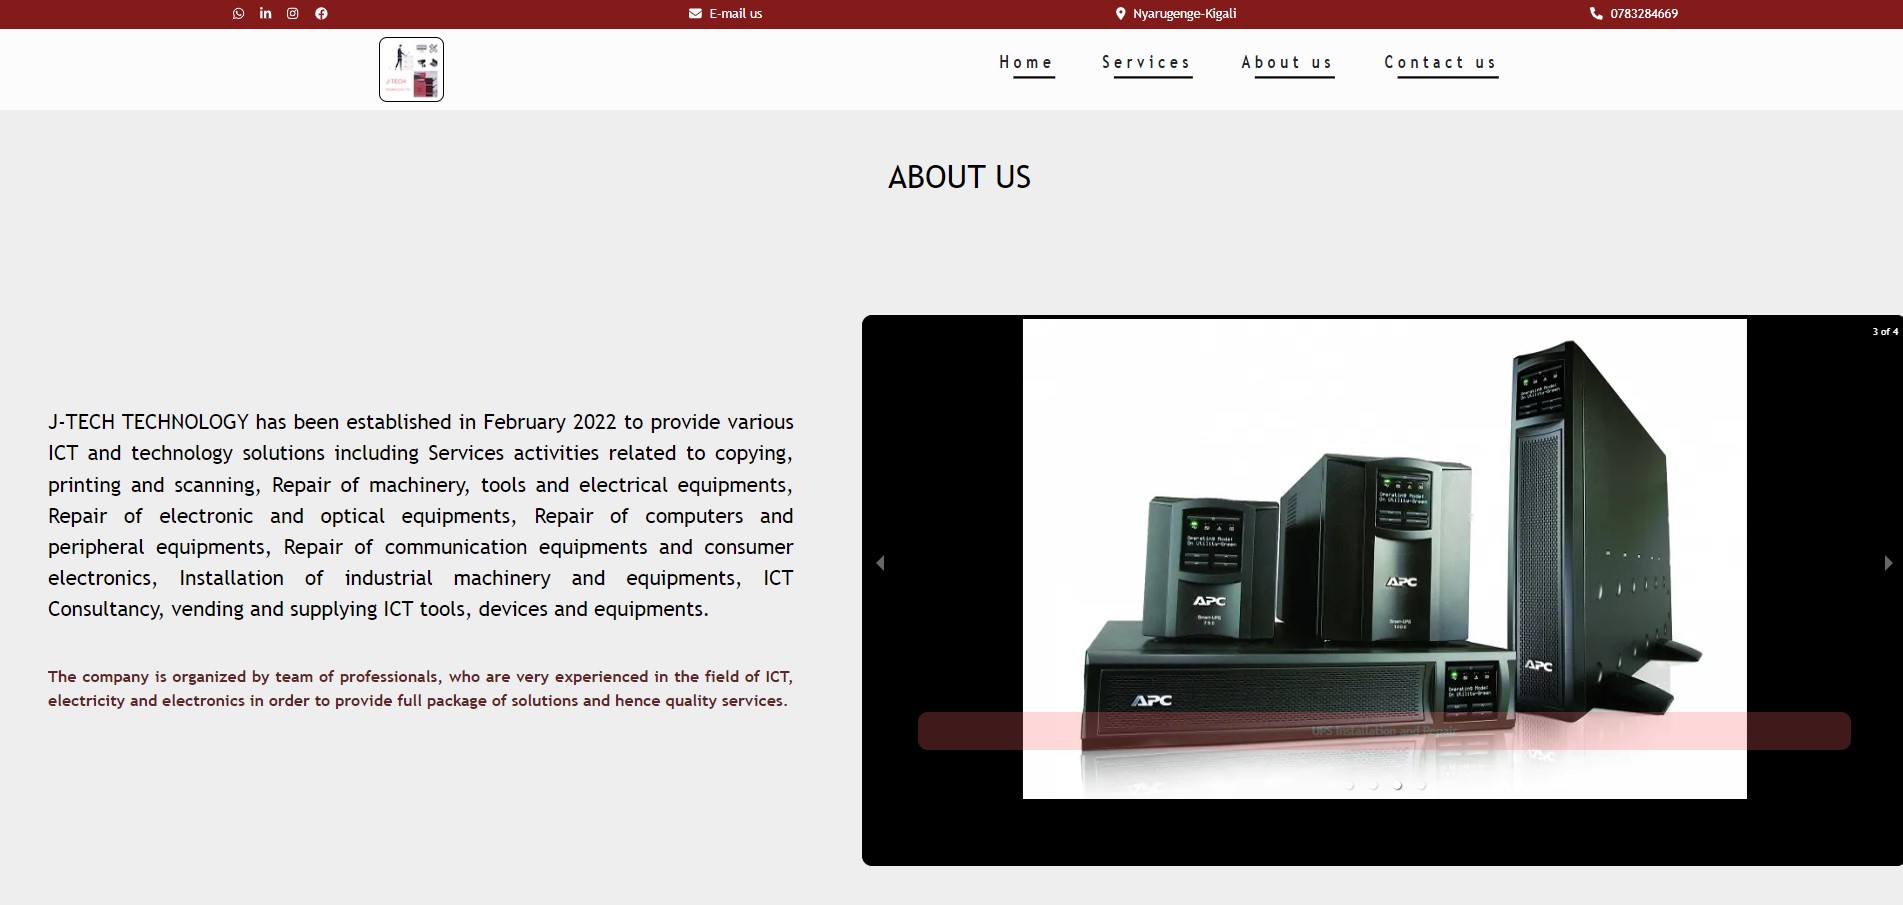 E-mail us
Nyarugenge-Kigali
0783284669
J-TECH
Home
Services
About us
Contact us
ABOUT US
3 of 4
J-TECH TECHNOLOGY has been established in February 2022 to provide various
ICT and technology solutions including Services activities related to copying,
printing and scanning, Repair of machinery, tools and electrical equipments,
Repair of electronic and optical equipments, Repair of computers and
peripheral equipments, Repair of communication equipments and consumer
electronics, Installation of industrial machinery and equipments, ICT
Consultancy, vending and supplying ICT tools, devices and equipments.
The company is organized by team of professionals, who are very experienced in the field of ICT,
electricity and electronics in order to provide full package of solutions and hence quality services.
APC
Smart-UPS
APC
Smart-UPS
APC
APC
UPS Installation and Repair